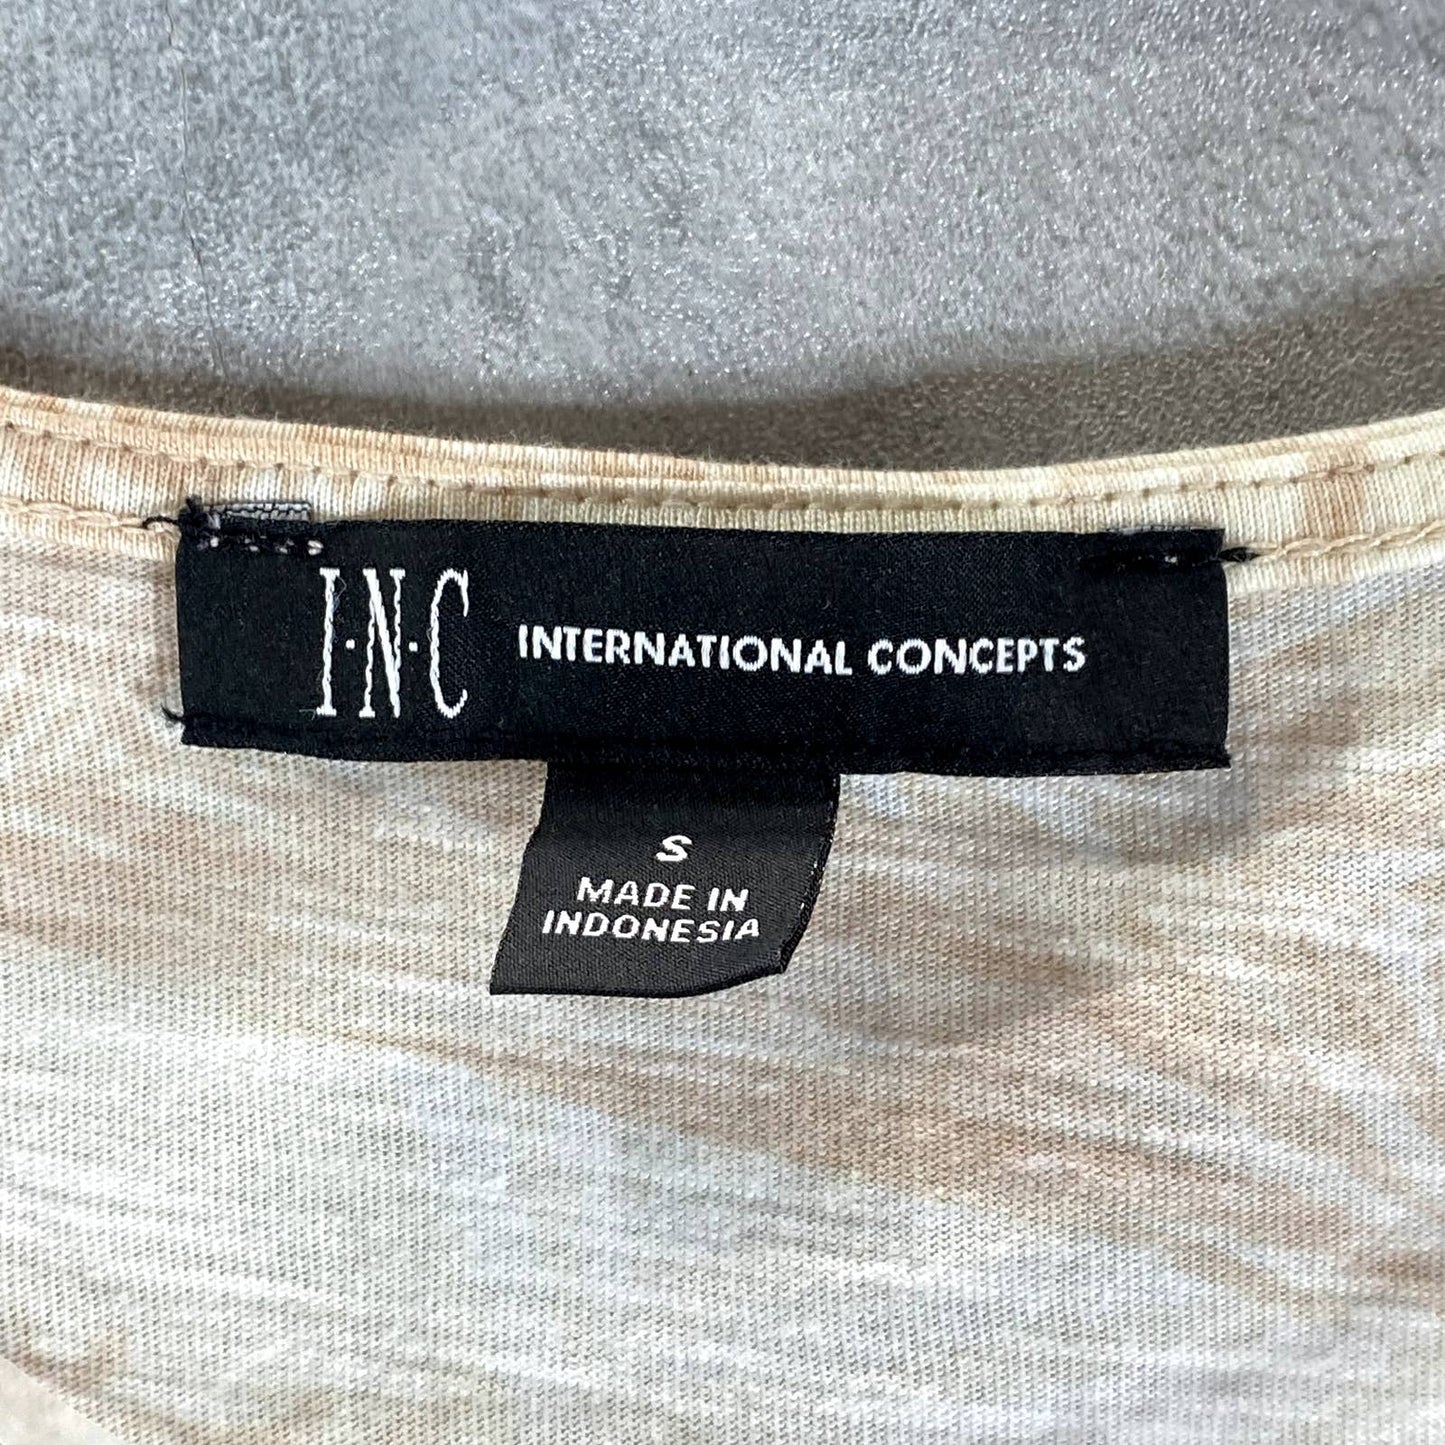 I·N·C INTERNATIONAL CONCEPTS
S
MADE IN
INDONESIA